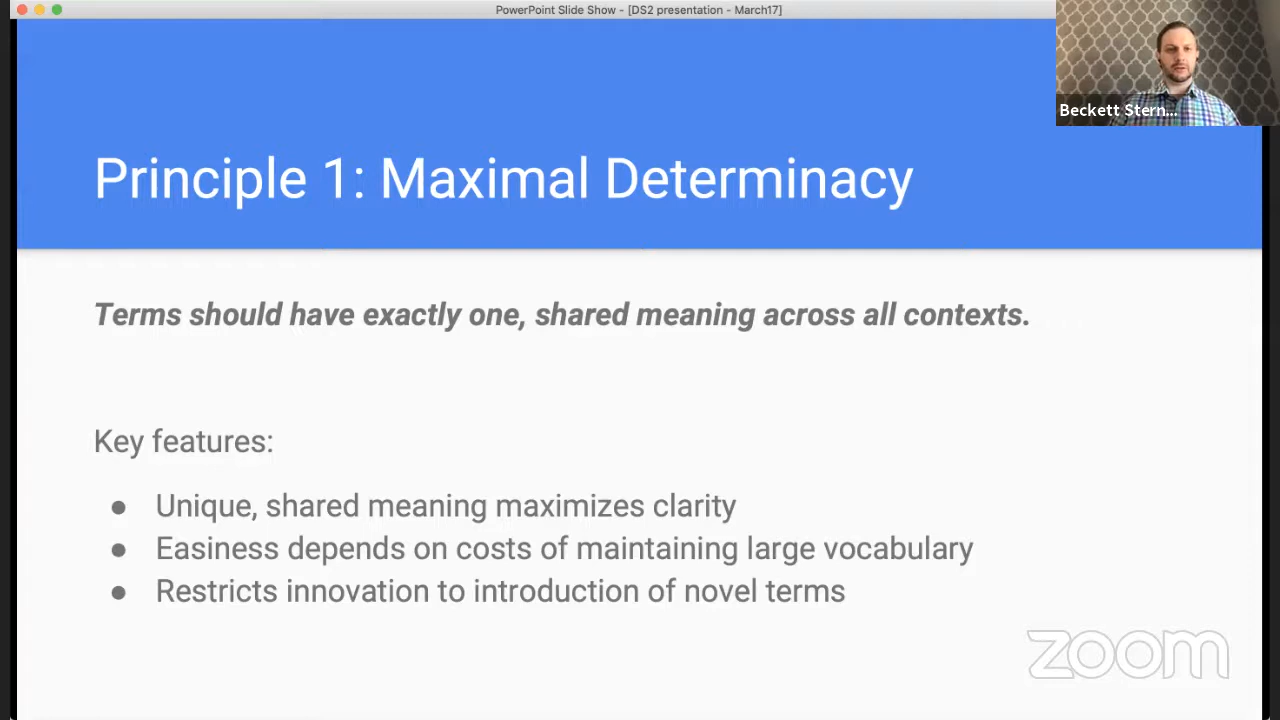 PowerPoint Slide Show - [DS2 presentation - March17]
Beckett Stern...
Principle 1: Maximal Determinacy
Terms should have exactly one, shared meaning across all contexts.
Key features:
● Unique, shared meaning maximizes clarity
● Easiness depends on costs of maintaining large vocabulary
● Restricts innovation to introduction of novel terms
zoom